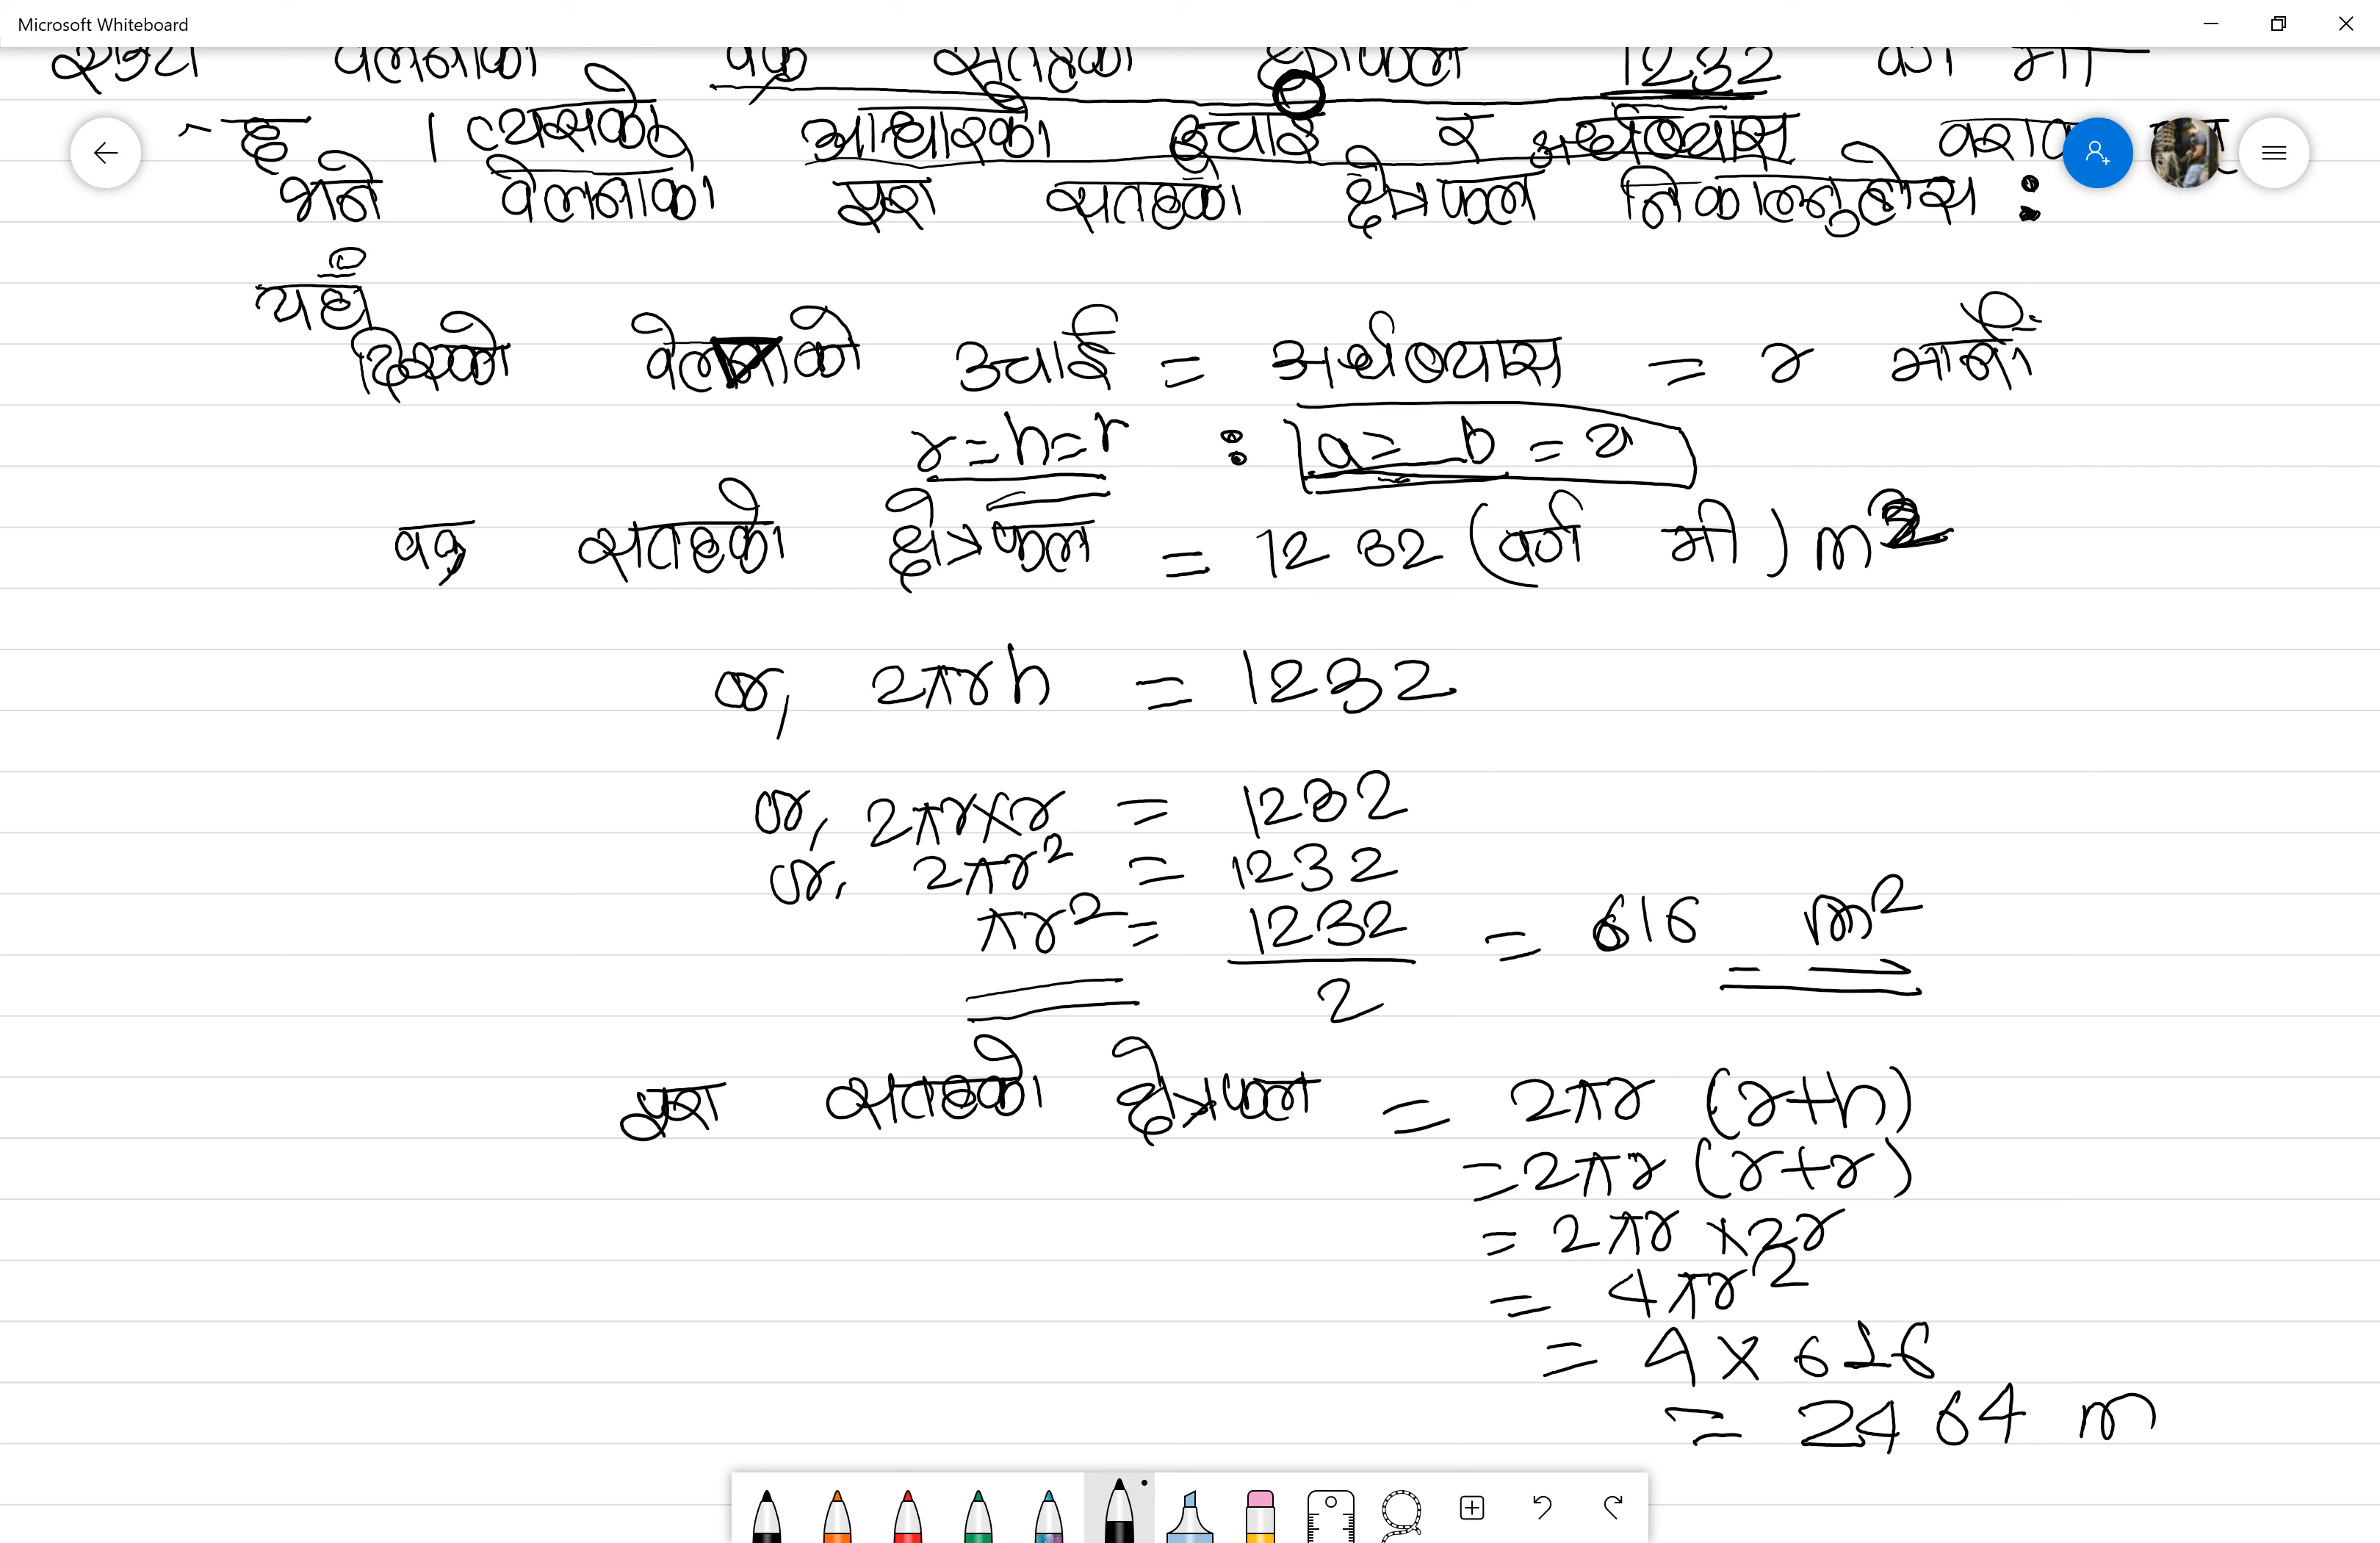 Microsoft Whiteboard
एउटा बेलनाको वक्र सतहको क्षेत्रफल 1232 वर्ग मी
छ । त्यसको आधारको उचाई र अर्धव्यास बराबर
भने बेलनाको पुरा सतहको क्षेत्रफल निकाल्नुहोस :
यहाँ
दिइएको बेलनाको उचाई = अर्धव्यास = r मानौं
r = h = r : a = b = r
वक्र सतहको क्षेत्रफल = 1232 (वर्ग मी) m2
or, 2πrh = 1232
or, 2πr×r = 1232
or, 2πr² = 1232
πr² = 1232/2 = 616 m²
पुरा सतहको क्षेत्रफल = 2πr (r+h)
= 2πr (r+r)
= 2πr ×2r
= 4πr²
= 4 × 616
= 2464 m